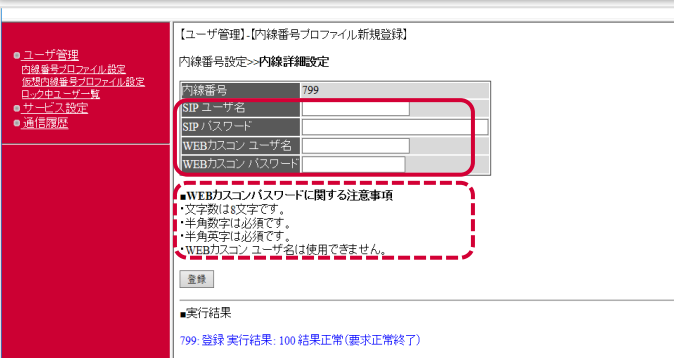 【ユーザ管理】-【内線番号プロファイル新規登録】
ユーザ管理
内線番号プロファイル設定
仮想内線番号プロファイル設定
ロック中ユーザ一覧
サービス設定
通信履歴
内線番号設定>>内線詳細設定
内線番号 799
SIP ユーザ名
SIP パスワード
WEBカスコン ユーザ名
WEBカスコン パスワード
■WEBカスコンパスワードに関する注意事項
・文字数は8文字です。
・半角数字は必須です。
・半角英字は必須です。
・WEBカスコン ユーザ名は使用できません。
登録
■実行結果
799: 登録 実行結果: 100 結果正常(要求正常終了)